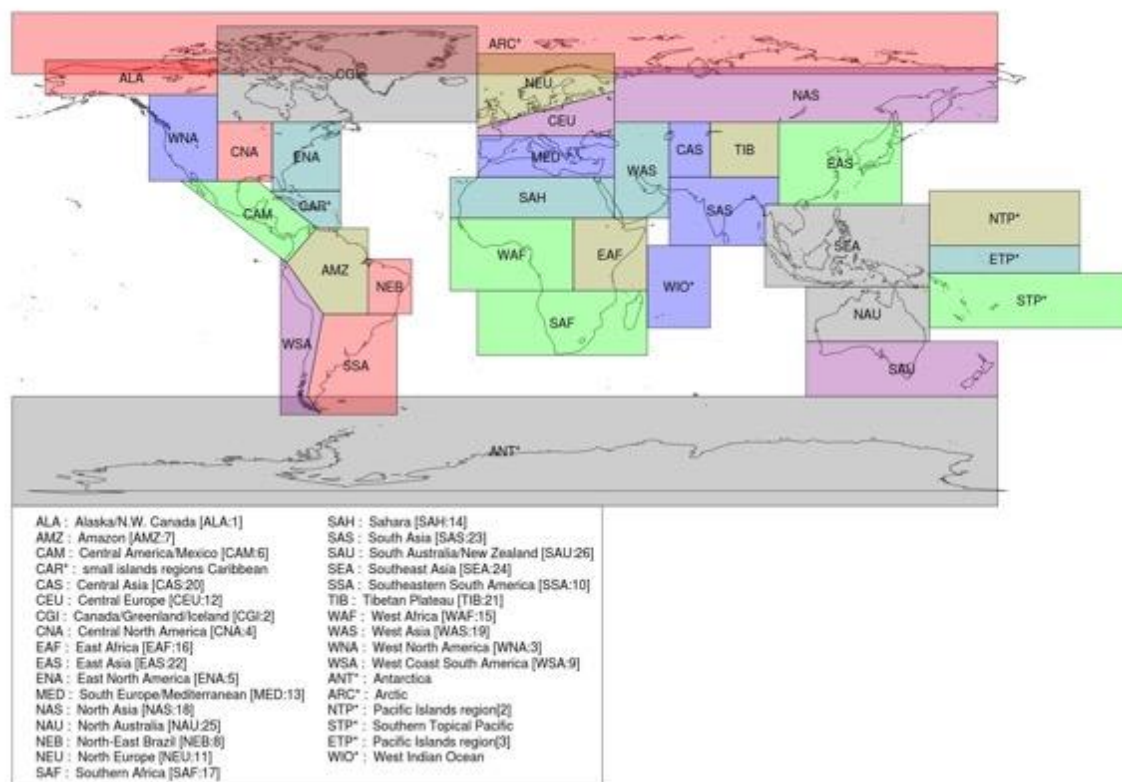 ARC*
ALA
CGI
NEU
NAS
CEU
WNA
CNA
ENA
MED
WAS
CAS
TIB
EAS
CAR*
SAH
SAS
CAM
NTP*
WAF
EAF
SEA
ETP*
AMZ
NEB
WIO*
STP*
SAF
NAU
WSA
SSA
SAU
ANT*
ALA : Alaska/N.W. Canada [ALA:1]
AMZ : Amazon [AMZ:7]
CAM : Central America/Mexico [CAM:6]
CAR* : small islands regions Caribbean
CAS : Central Asia [CAS:20]
CEU : Central Europe [CEU:12]
CGI : Canada/Greenland/Iceland [CGI:2]
CNA : Central North America [CNA:4]
EAF : East Africa [EAF:16]
EAS : East Asia [EAS:22]
ENA : East North America [ENA:5]
MED : South Europe/Mediterranean [MED:13]
NAS : North Asia [NAS:18]
NAU : North Australia [NAU:25]
NEB : North-East Brazil [NEB:8]
NEU : North Europe [NEU:11]
SAF : Southern Africa [SAF:17]
SAH : Sahara [SAH:14]
SAS : South Asia [SAS:23]
SAU : South Australia/New Zealand [SAU:26]
SEA : Southeast Asia [SEA:24]
SSA : Southeastern South America [SSA:10]
TIB : Tibetan Plateau [TIB:21]
WAF : West Africa [WAF:15]
WAS : West Asia [WAS:19]
WNA : West North America [WNA:3]
WSA : West Coast South America [WSA:9]
ANT* : Antarctica
ARC* : Arctic
NTP* : Pacific Islands region[2]
STP* : Southern Topical Pacific
ETP* : Pacific Islands region[3]
WIO* : West Indian Ocean